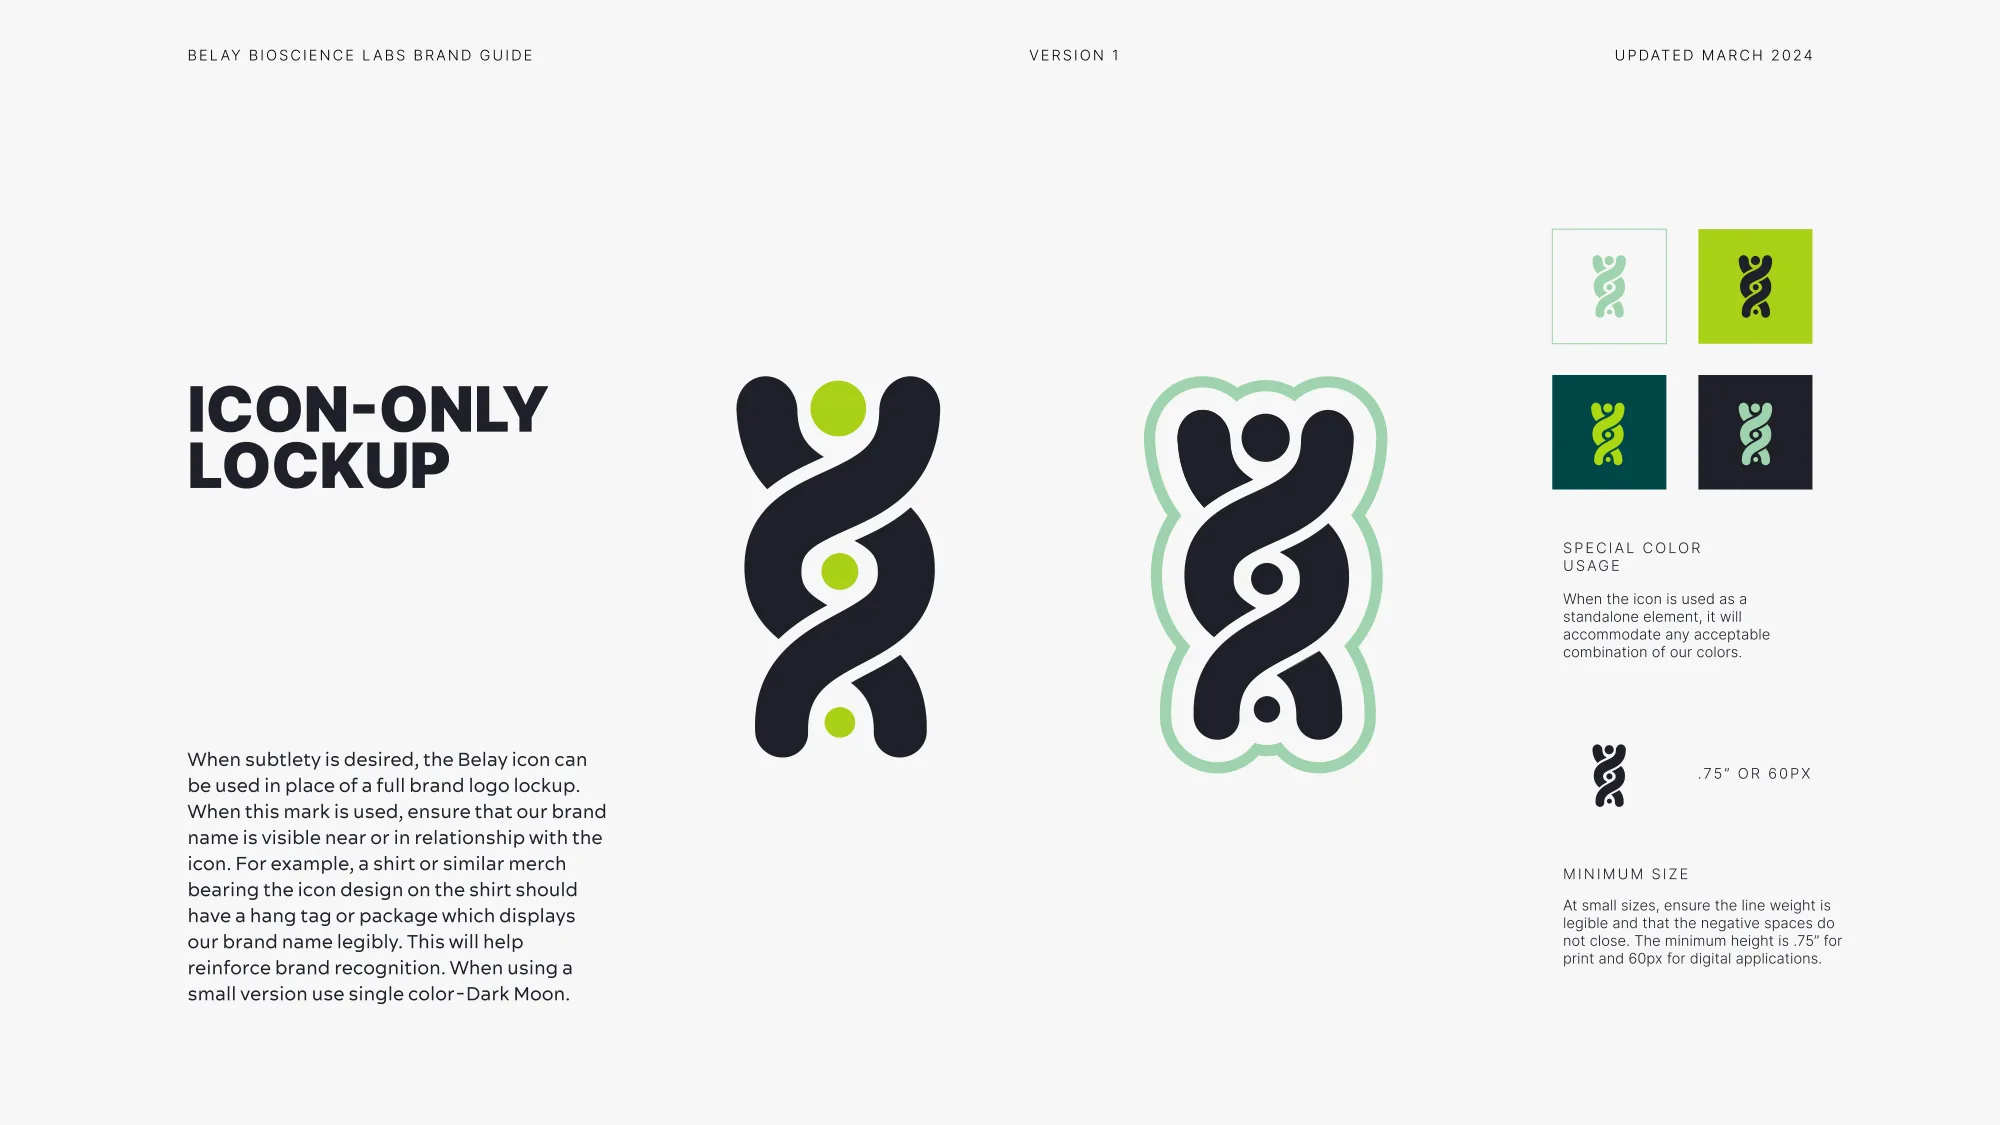 BELAY BIOSCIENCE LABS BRAND GUIDE
VERSION 1
UPDATED MARCH 2024
ICON-ONLY
LOCKUP
When subtlety is desired, the Belay icon can
be used in place of a full brand logo lockup.
When this mark is used, ensure that our brand
name is visible near or in relationship with the
icon. For example, a shirt or similar merch
bearing the icon design on the shirt should
have a hang tag or package which displays
our brand name legibly. This will help
reinforce brand recognition. When using a
small version use single color–Dark Moon.
SPECIAL COLOR
USAGE
When the icon is used as a
standalone element, it will
accommodate any acceptable
combination of our colors.
.75” OR 60PX
MINIMUM SIZE
At small sizes, ensure the line weight is
legible and that the negative spaces do
not close. The minimum height is .75” for
print and 60px for digital applications.